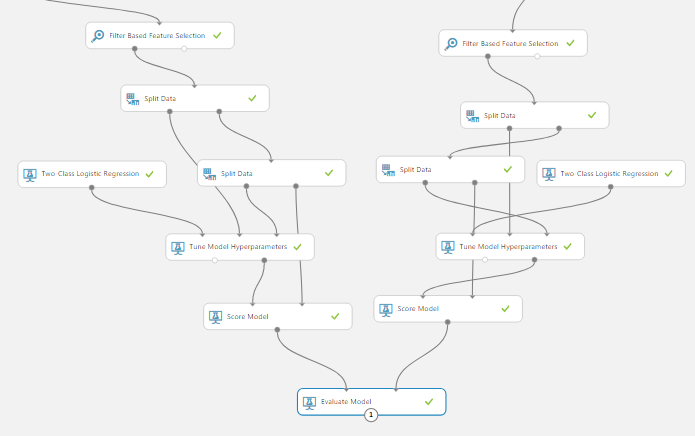 Filter Based Feature Selection
Filter Based Feature Selection
Split Data
Split Data
Two-Class Logistic Regression
Split Data
Split Data
Two-Class Logistic Regression
Tune Model Hyperparameters
Tune Model Hyperparameters
Score Model
Score Model
Evaluate Model
1